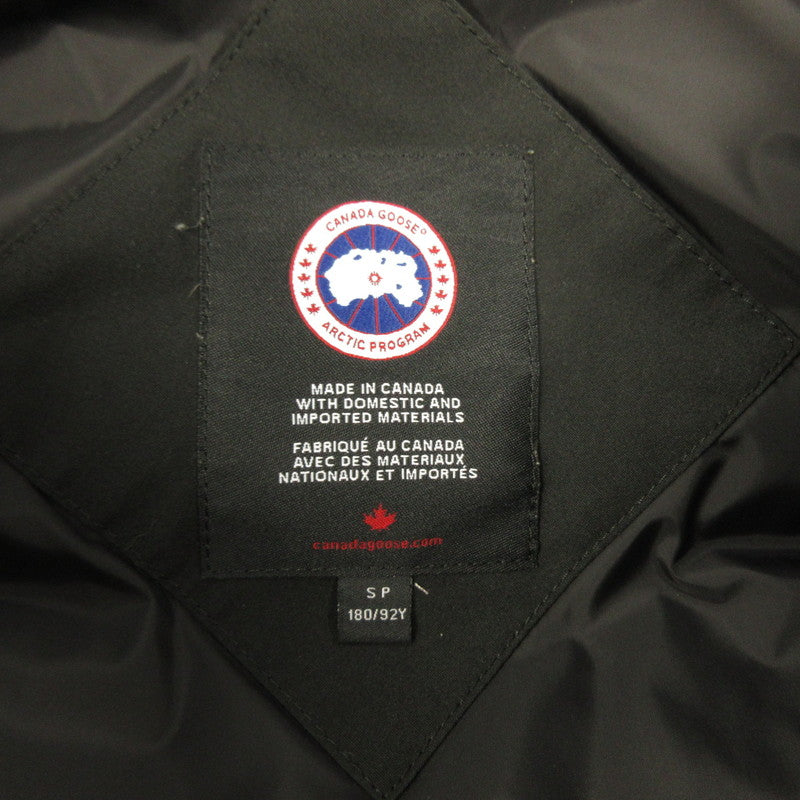 CANADA GOOSE®
ARCTIC PROGRAM
MADE IN CANADA
WITH DOMESTIC AND
IMPORTED MATERIALS
FABRIQUÉ AU CANADA
AVEC DES MATERIAUX
NATIONAUX ET IMPORTÉS
canadagoose.com
S P
180/92Y